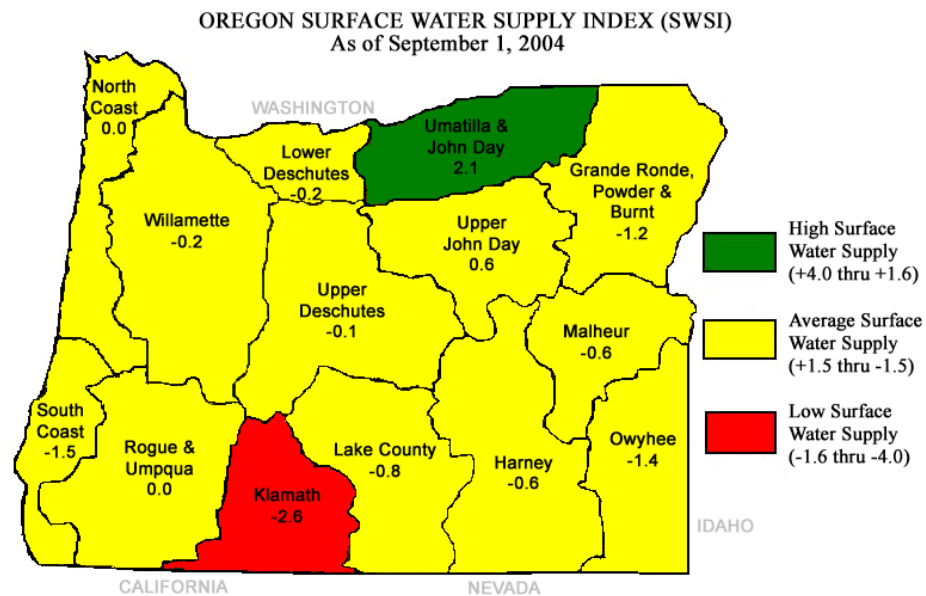 OREGON SURFACE WATER SUPPLY INDEX (SWSI)
As of September 1, 2004
North
Coast
0.0
WASHINGTON
Umatilla &
John Day
2.1
Lower
Deschutes
-0.2
Grande Ronde,
Powder &
Burnt
-1.2
Willamette
-0.2
Upper
John Day
0.6
High Surface
Water Supply
(+4.0 thru +1.6)
Upper
Deschutes
-0.1
Malheur
-0.6
Average Surface
Water Supply
(+1.5 thru -1.5)
South
Coast
-1.5
Rogue &
Umpqua
0.0
Lake County
-0.8
Harney
-0.6
Owyhee
-1.4
Low Surface
Water Supply
(-1.6 thru -4.0)
Klamath
-2.6
IDAHO
CALIFORNIA
NEVADA